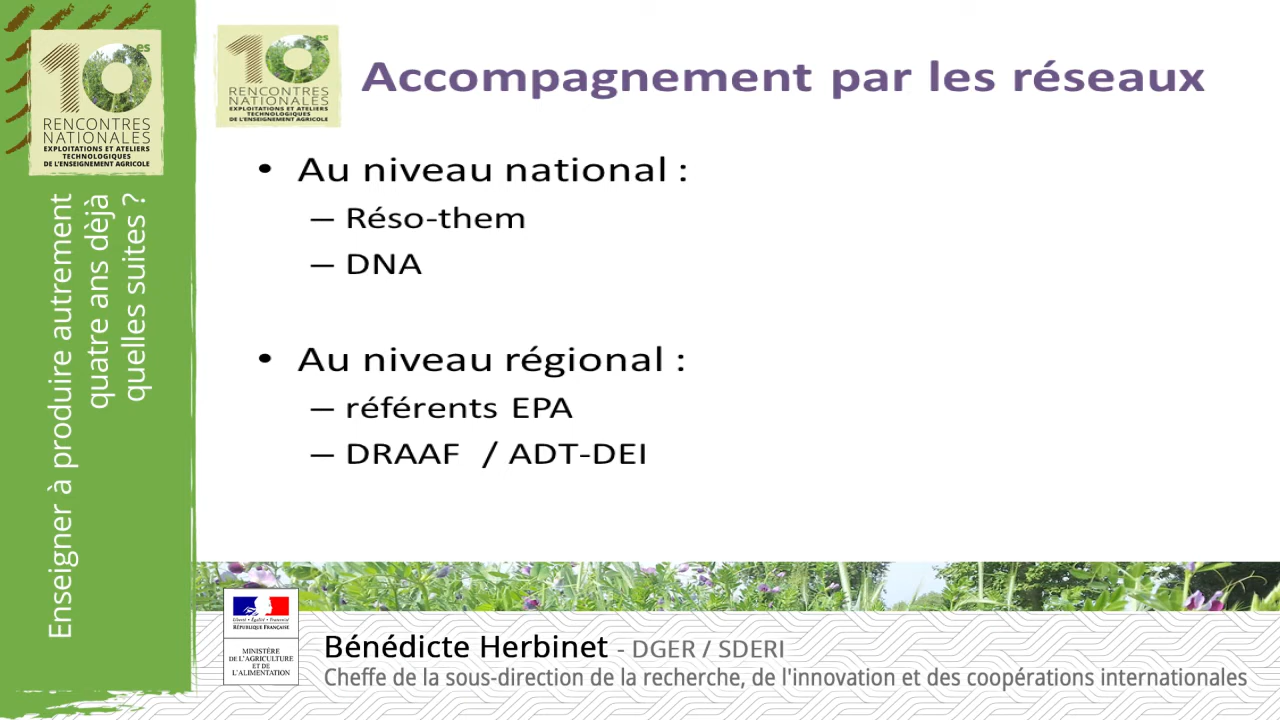 10es
RENCONTRES
NATIONALES
EXPLOITATIONS ET ATELIERS
TECHNOLOGIQUES
DE L'ENSEIGNEMENT AGRICOLE
Enseigner à produire autrement
quatre ans dèjà
quelles suites ?
10es
RENCONTRES
NATIONALES
EXPLOITATIONS ET ATELIERS
TECHNOLOGIQUES
DE L'ENSEIGNEMENT AGRICOLE
Accompagnement par les réseaux
• Au niveau national :
– Réso-them
– DNA
• Au niveau régional :
– référents EPA
– DRAAF / ADT-DEI
Liberté • Égalité • Fraternité
RÉPUBLIQUE FRANÇAISE
MINISTÈRE
DE L'AGRICULTURE
ET DE
L'ALIMENTATION
Bénédicte Herbinet - DGER / SDERI
Cheffe de la sous-direction de la recherche, de l'innovation et des coopérations internationales